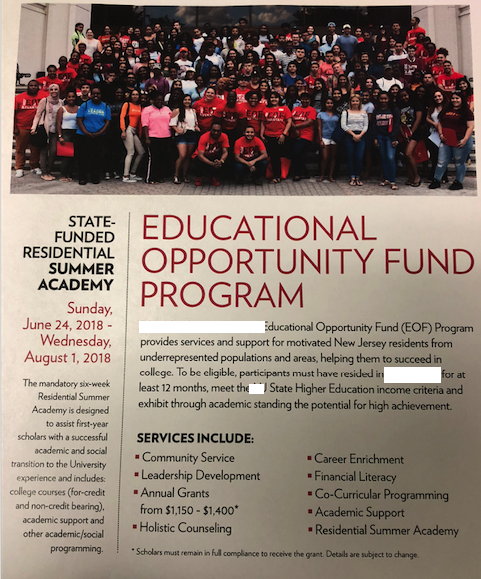 STATE-
FUNDED
RESIDENTIAL
SUMMER
ACADEMY
Sunday,
June 24, 2018 -
Wednesday,
August 1, 2018
The mandatory six-week
Residential Summer
Academy is designed
to assist first-year
scholars with a successful
academic and social
transition to the University
experience and includes:
college courses (for-credit
and non-credit bearing),
academic support and
other academic/social
programming.
EDUCATIONAL
OPPORTUNITY FUND
PROGRAM
Educational Opportunity Fund (EOF) Program
provides services and support for motivated New Jersey residents from
underrepresented populations and areas, helping them to succeed in
college. To be eligible, participants must have resided in for at
least 12 months, meet the J State Higher Education income criteria and
exhibit through academic standing the potential for high achievement.
SERVICES INCLUDE:
▪ Community Service
▪ Leadership Development
▪ Annual Grants
from $1,150 - $1,400*
▪ Holistic Counseling
▪ Career Enrichment
▪ Financial Literacy
▪ Co-Curricular Programming
▪ Academic Support
▪ Residential Summer Academy
* Scholars must remain in full compliance to receive the grant. Details are subject to change.